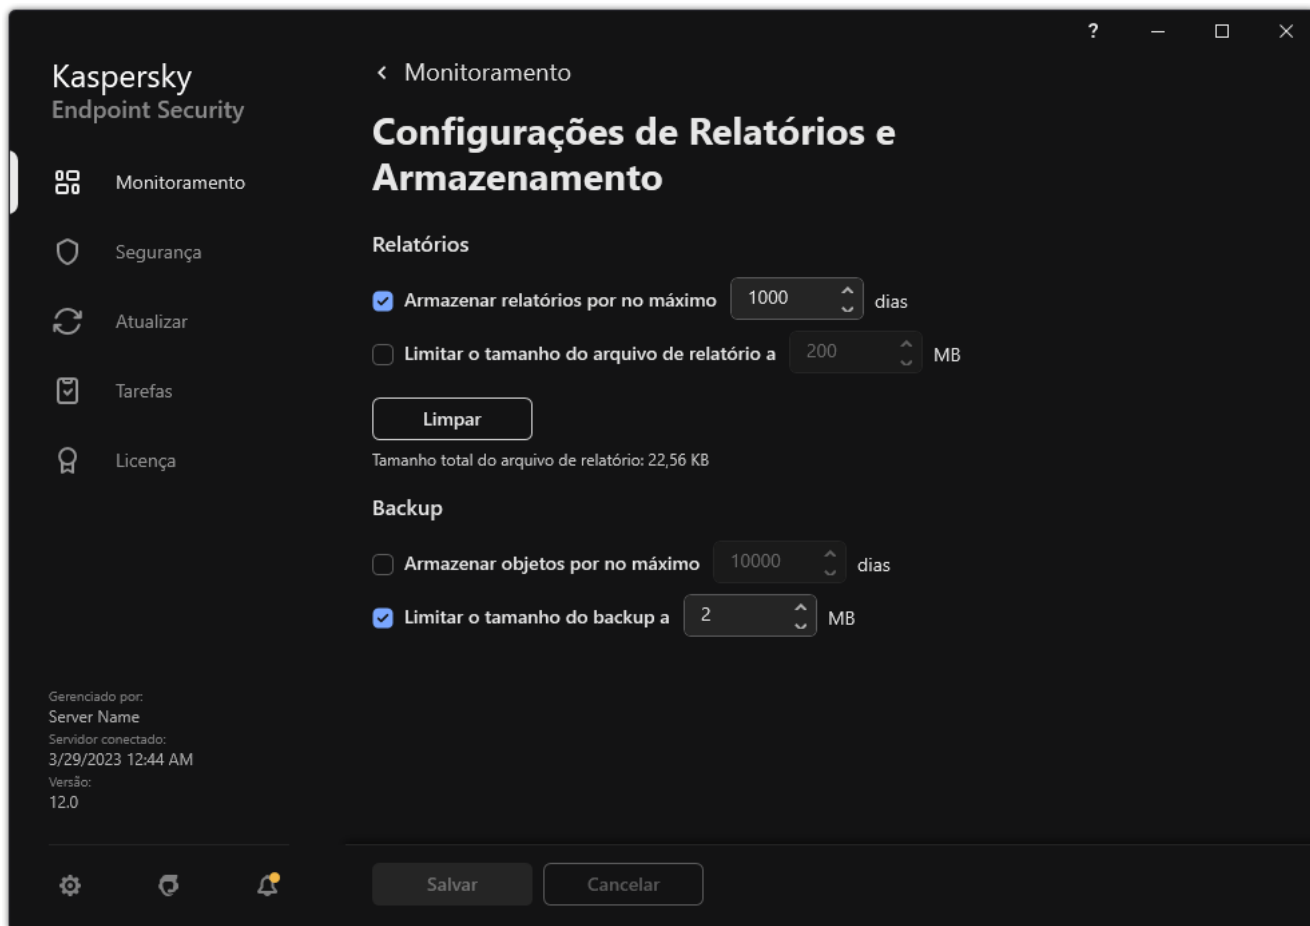 ?
Kaspersky
Endpoint Security
Monitoramento
Segurança
Atualizar
Tarefas
Licença
Gerenciado por:
Server Name
Servidor conectado:
3/29/2023 12:44 AM
Versão:
12.0
Monitoramento
Configurações de Relatórios e
Armazenamento
Relatórios
Armazenar relatórios por no máximo 1000 dias
Limitar o tamanho do arquivo de relatório a 200 MB
Limpar
Tamanho total do arquivo de relatório: 22,56 KB
Backup
Armazenar objetos por no máximo 10000 dias
Limitar o tamanho do backup a 2 MB
Salvar Cancelar